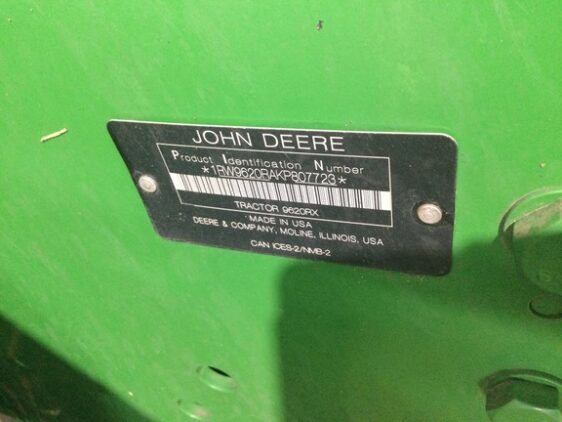 JOHN DEERE
Product Identification Number
*1RW9620RAKP807723*
TRACTOR 9620RX
MADE IN USA
DEERE & COMPANY, MOLINE, ILLINOIS, USA
CAN ICES-2/NMB-2